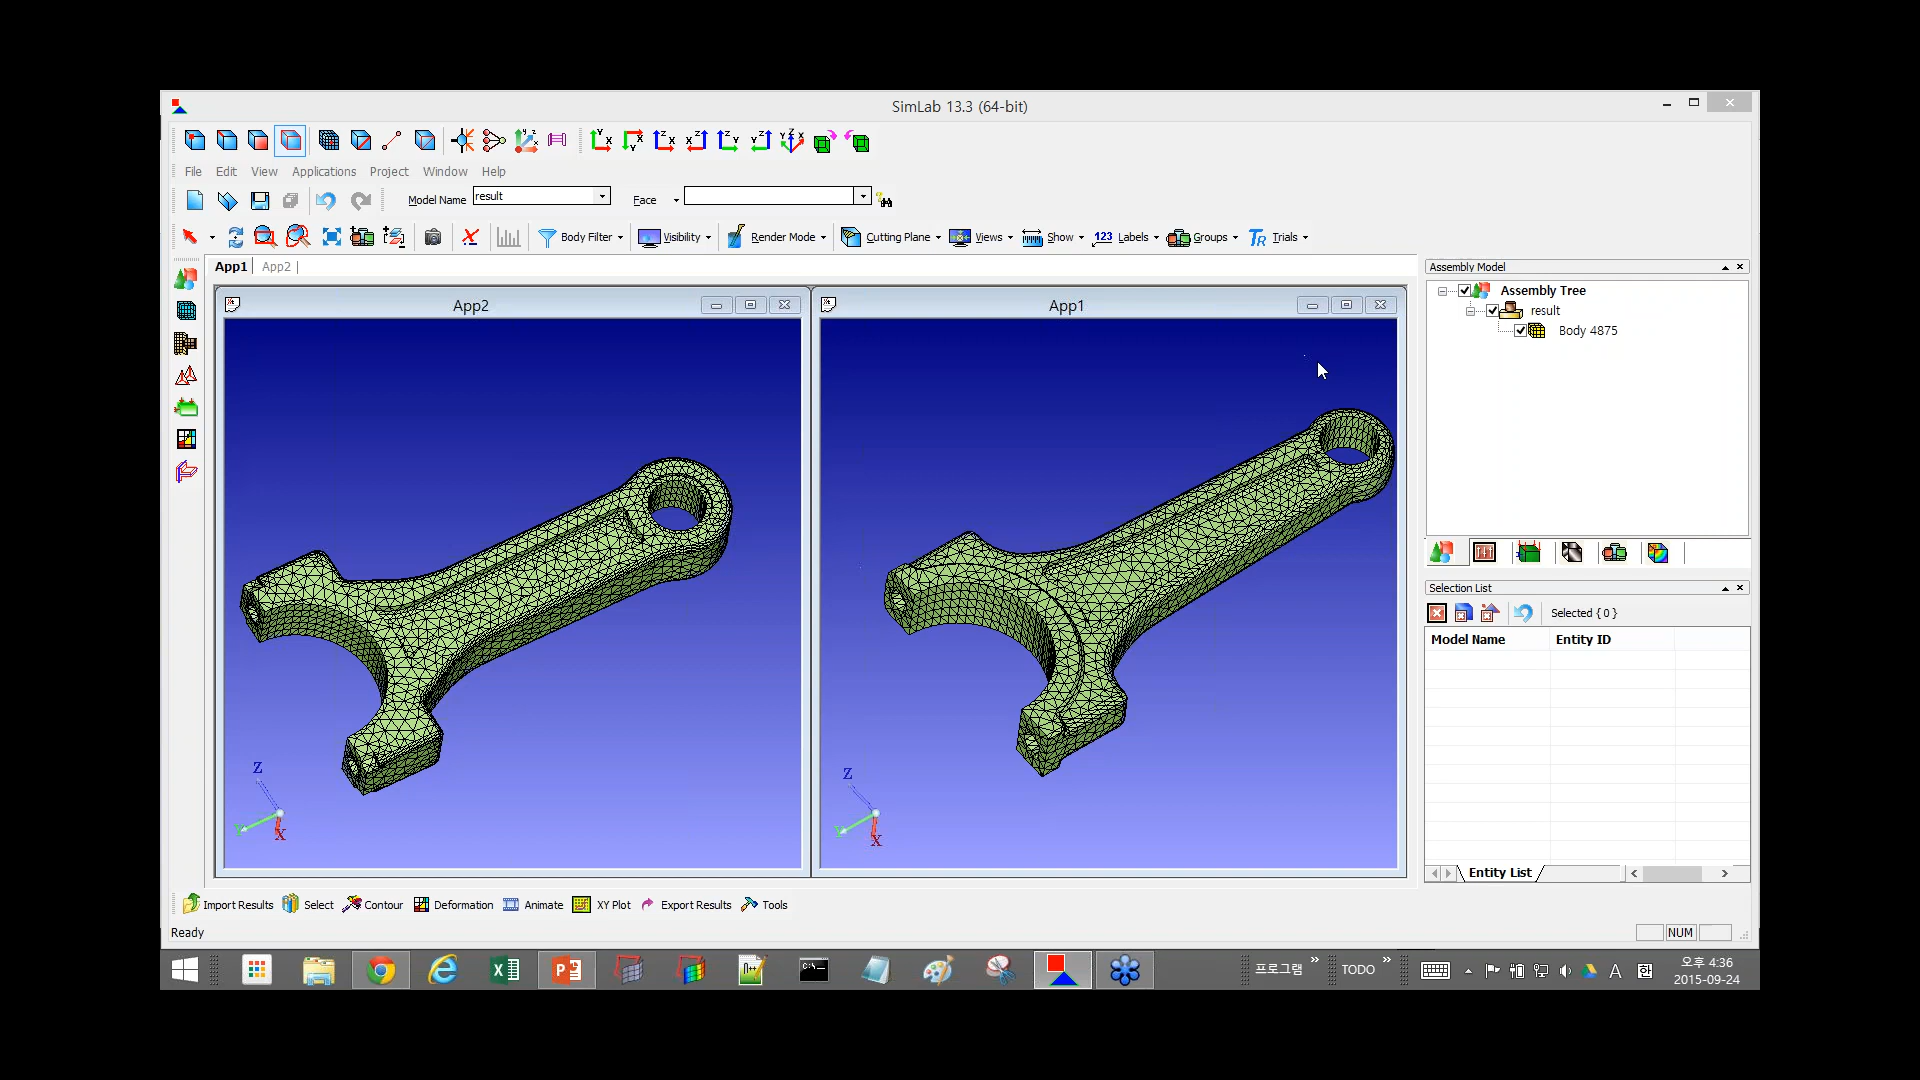 SimLab 13.3 (64-bit)
File Edit View Applications Project Window Help
Model Name result Face
Body Filter Visibility Render Mode Cutting Plane Views Show 123 Labels Groups TR Trials
App1 App2
App2
App1
Z
Y
X
Z
Y
X
Assembly Model
Assembly Tree
result
Body 4875
Selection List
Selected { 0 }
Model Name Entity ID
Entity List
Import Results Select Contour Deformation Animate XY Plot Export Results Tools
Ready
NUM
프로그램 TODO A 한
오후 4:36
2015-09-24